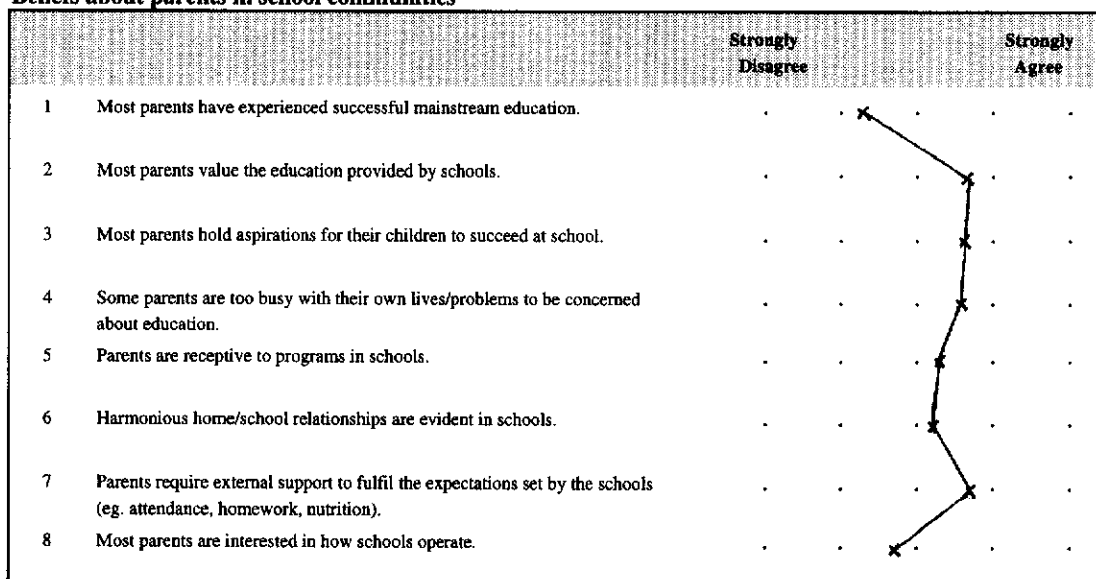 Beliefs about parents in school communities
Strongly Strongly
Disagree Agree
1 Most parents have experienced successful mainstream education.
2 Most parents value the education provided by schools.
3 Most parents hold aspirations for their children to succeed at school.
4 Some parents are too busy with their own lives/problems to be concerned
about education.
5 Parents are receptive to programs in schools.
6 Harmonious home/school relationships are evident in schools.
7 Parents require external support to fulfil the expectations set by the schools
(eg. attendance, homework, nutrition).
8 Most parents are interested in how schools operate.